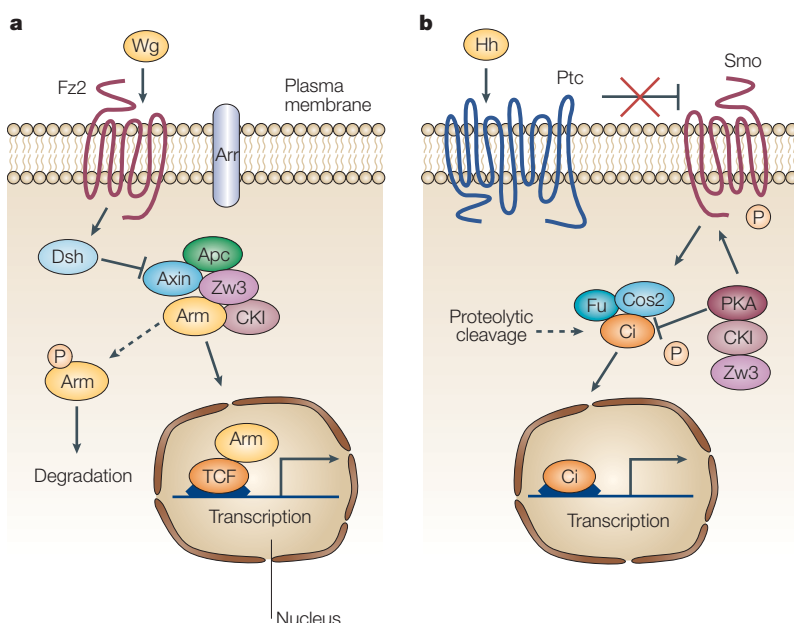 a
Wg
Fz2
Plasma
membrane
Arr
Dsh
Apc
Axin
Zw3
Arm
CKI
P
Arm
Degradation
Arm
TCF
Transcription
Nucleus
b
Hh
Ptc
Smo
P
Fu
Cos2
PKA
Proteolytic
cleavage
Ci
CKI
P
Zw3
Ci
Transcription